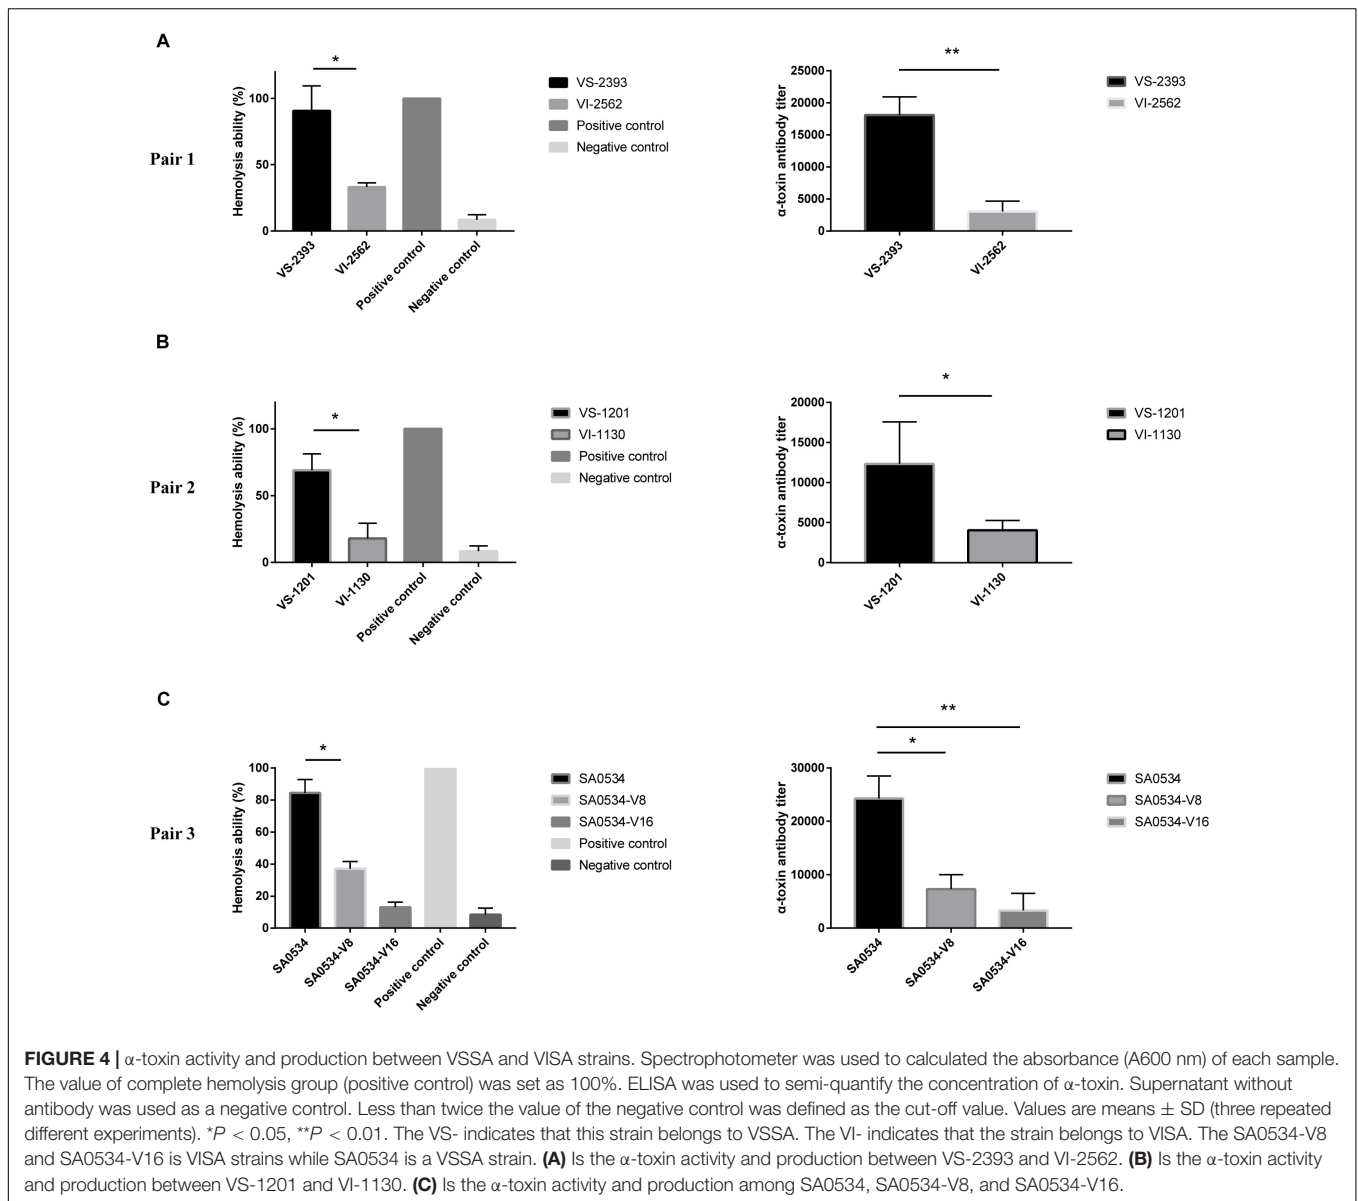 A
Pair 1
Hemolysis ability (%)
100
50
0
*
VS-2393
VI-2562
Positive control
Negative control
VS-2393
VI-2562
Positive control
Negative control
α-toxin antibody titer
25000
20000
15000
10000
5000
0
**
VS-2393
VI-2562
VS-2393
VI-2562
B
Pair 2
Hemolysis ability (%)
100
50
0
*
VS-1201
VI-1130
Positive control
Negative control
VS-1201
VI-1130
Positive control
Negative control
α-toxin antibody titer
20000
15000
10000
5000
0
*
VS-1201
VI-1130
VS-1201
VI-1130
C
Pair 3
Hemolysis ability (%)
100
80
60
40
20
0
*
SA0534
SA0534-V8
SA0534-V16
Positive control
Negative control
SA0534
SA0534-V8
SA0534-V16
Positive control
Negative control
α-toxin antibody titer
30000
20000
10000
0
**
*
SA0534
SA0534-V8
SA0534-V16
SA0534
SA0534-V8
SA0534-V16
FIGURE 4 | α-toxin activity and production between VSSA and VISA strains. Spectrophotometer was used to calculated the absorbance (A600 nm) of each sample.
The value of complete hemolysis group (positive control) was set as 100%. ELISA was used to semi-quantify the concentration of α-toxin. Supernatant without
antibody was used as a negative control. Less than twice the value of the negative control was defined as the cut-off value. Values are means ± SD (three repeated
different experiments). *P < 0.05, **P < 0.01. The VS- indicates that this strain belongs to VSSA. The VI- indicates that the strain belongs to VISA. The SA0534-V8
and SA0534-V16 is VISA strains while SA0534 is a VSSA strain. (A) Is the α-toxin activity and production between VS-2393 and VI-2562. (B) Is the α-toxin activity
and production between VS-1201 and VI-1130. (C) Is the α-toxin activity and production among SA0534, SA0534-V8, and SA0534-V16.